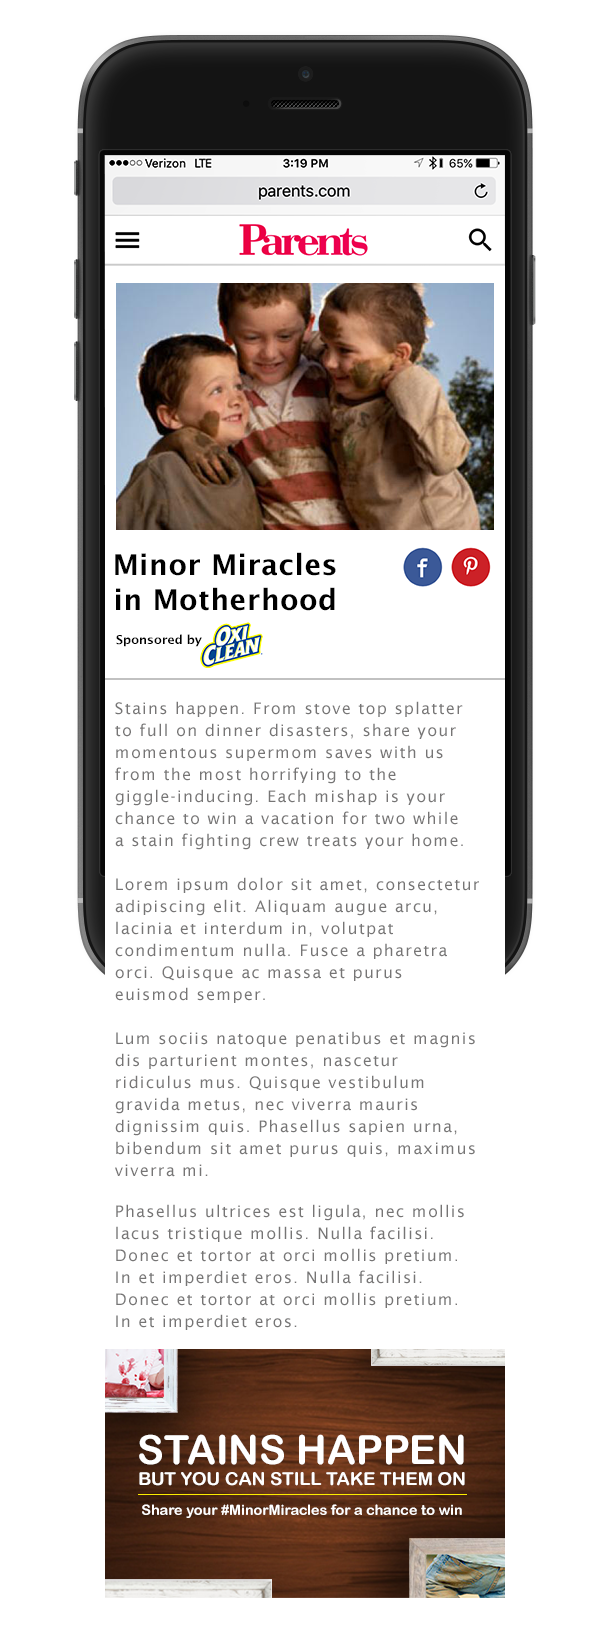 Verizon LTE 3:19 PM 65%
parents.com
Parents
Minor Miracles
in Motherhood
Sponsored by OXI CLEAN
Stains happen. From stove top splatter
to full on dinner disasters, share your
momentous supermom saves with us
from the most horrifying to the
giggle-inducing. Each mishap is your
chance to win a vacation for two while
a stain fighting crew treats your home.
Lorem ipsum dolor sit amet, consectetur
adipiscing elit. Aliquam augue arcu,
lacinia et interdum in, volutpat
condimentum nulla. Fusce a pharetra
orci. Quisque ac massa et purus
euismod semper.
Lum sociis natoque penatibus et magnis
dis parturient montes, nascetur
ridiculus mus. Quisque vestibulum
gravida metus, nec viverra mauris
dignissim quis. Phasellus sapien urna,
bibendum sit amet purus quis, maximus
viverra mi.
Phasellus ultrices est ligula, nec mollis
lacus tristique mollis. Nulla facilisi.
Donec et tortor at orci mollis pretium.
In et imperdiet eros. Nulla facilisi.
Donec et tortor at orci mollis pretium.
In et imperdiet eros.
STAINS HAPPEN
BUT YOU CAN STILL TAKE THEM ON
Share your #MinorMiracles for a chance to win